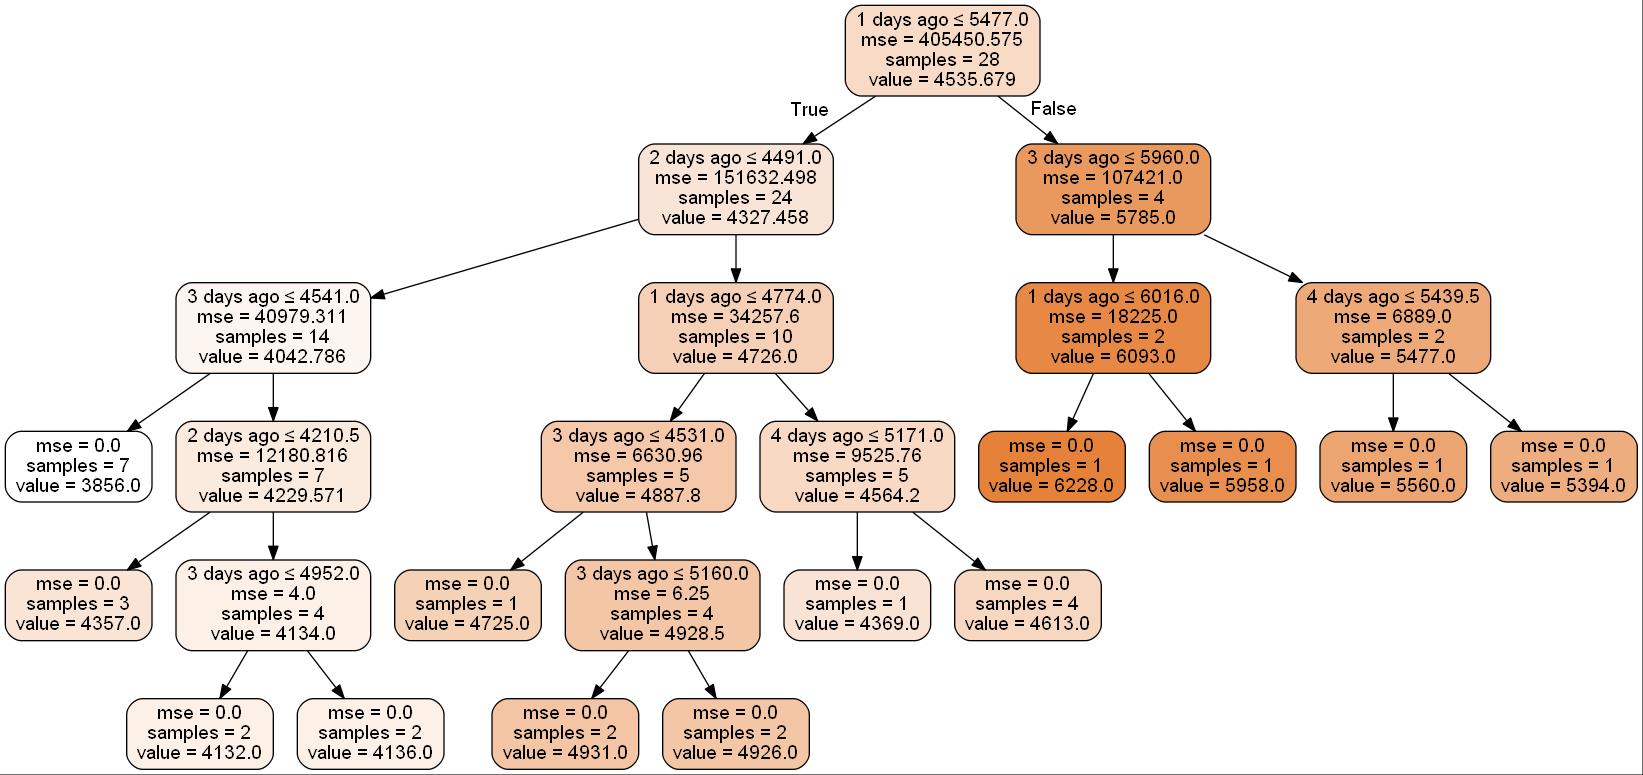 1 days ago ≤ 5477.0
mse = 405450.575
samples = 28
value = 4535.679
True
False
2 days ago ≤ 4491.0
mse = 151632.498
samples = 24
value = 4327.458
3 days ago ≤ 5960.0
mse = 107421.0
samples = 4
value = 5785.0
3 days ago ≤ 4541.0
mse = 40979.311
samples = 14
value = 4042.786
1 days ago ≤ 4774.0
mse = 34257.6
samples = 10
value = 4726.0
1 days ago ≤ 6016.0
mse = 18225.0
samples = 2
value = 6093.0
4 days ago ≤ 5439.5
mse = 6889.0
samples = 2
value = 5477.0
mse = 0.0
samples = 7
value = 3856.0
2 days ago ≤ 4210.5
mse = 12180.816
samples = 7
value = 4229.571
3 days ago ≤ 4531.0
mse = 6630.96
samples = 5
value = 4887.8
4 days ago ≤ 5171.0
mse = 9525.76
samples = 5
value = 4564.2
mse = 0.0
samples = 1
value = 6228.0
mse = 0.0
samples = 1
value = 5958.0
mse = 0.0
samples = 1
value = 5560.0
mse = 0.0
samples = 1
value = 5394.0
mse = 0.0
samples = 3
value = 4357.0
3 days ago ≤ 4952.0
mse = 4.0
samples = 4
value = 4134.0
mse = 0.0
samples = 1
value = 4725.0
3 days ago ≤ 5160.0
mse = 6.25
samples = 4
value = 4928.5
mse = 0.0
samples = 1
value = 4369.0
mse = 0.0
samples = 4
value = 4613.0
mse = 0.0
samples = 2
value = 4132.0
mse = 0.0
samples = 2
value = 4136.0
mse = 0.0
samples = 2
value = 4931.0
mse = 0.0
samples = 2
value = 4926.0